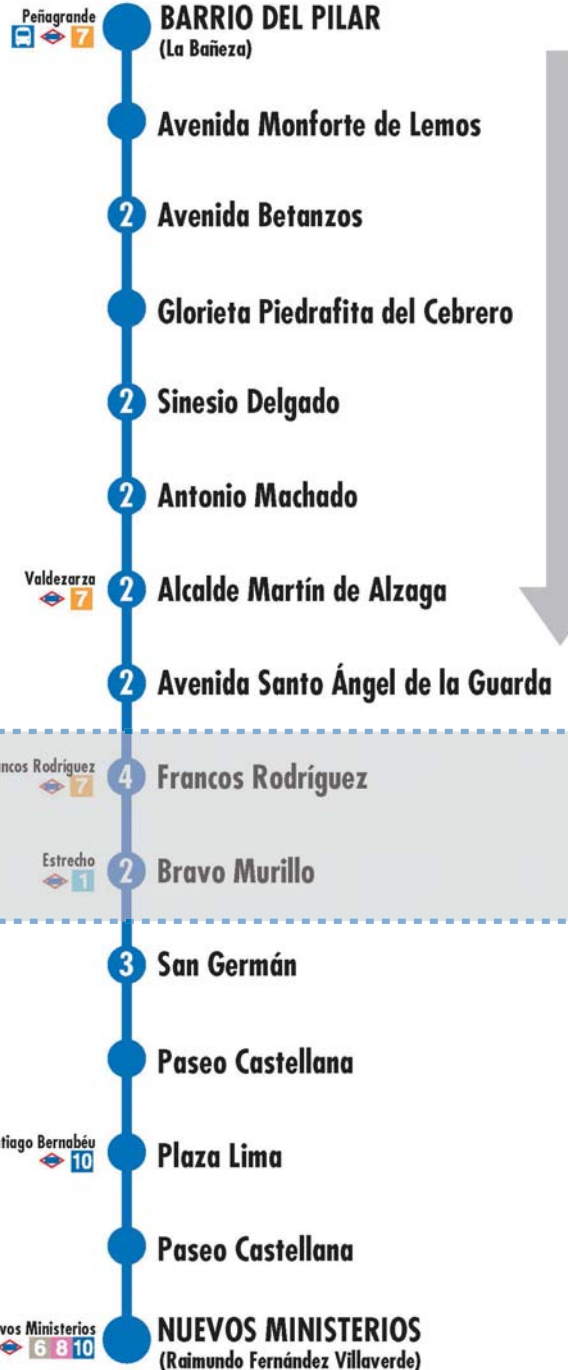 Peñagrande
7
BARRIO DEL PILAR
(La Bañeza)
Avenida Monforte de Lemos
2 Avenida Betanzos
Glorieta Piedrafita del Cebrero
2 Sinesio Delgado
2 Antonio Machado
Valdezarza
7
2 Alcalde Martín de Alzaga
2 Avenida Santo Ángel de la Guarda
Rodríguez
7
4 Francos Rodríguez
Estrecho
1
2 Bravo Murillo
3 San Germán
Paseo Castellana
Bernabéu
10
Plaza Lima
Paseo Castellana
Ministerios
6 8 10
NUEVOS MINISTERIOS
(Raimundo Fernández Villaverde)